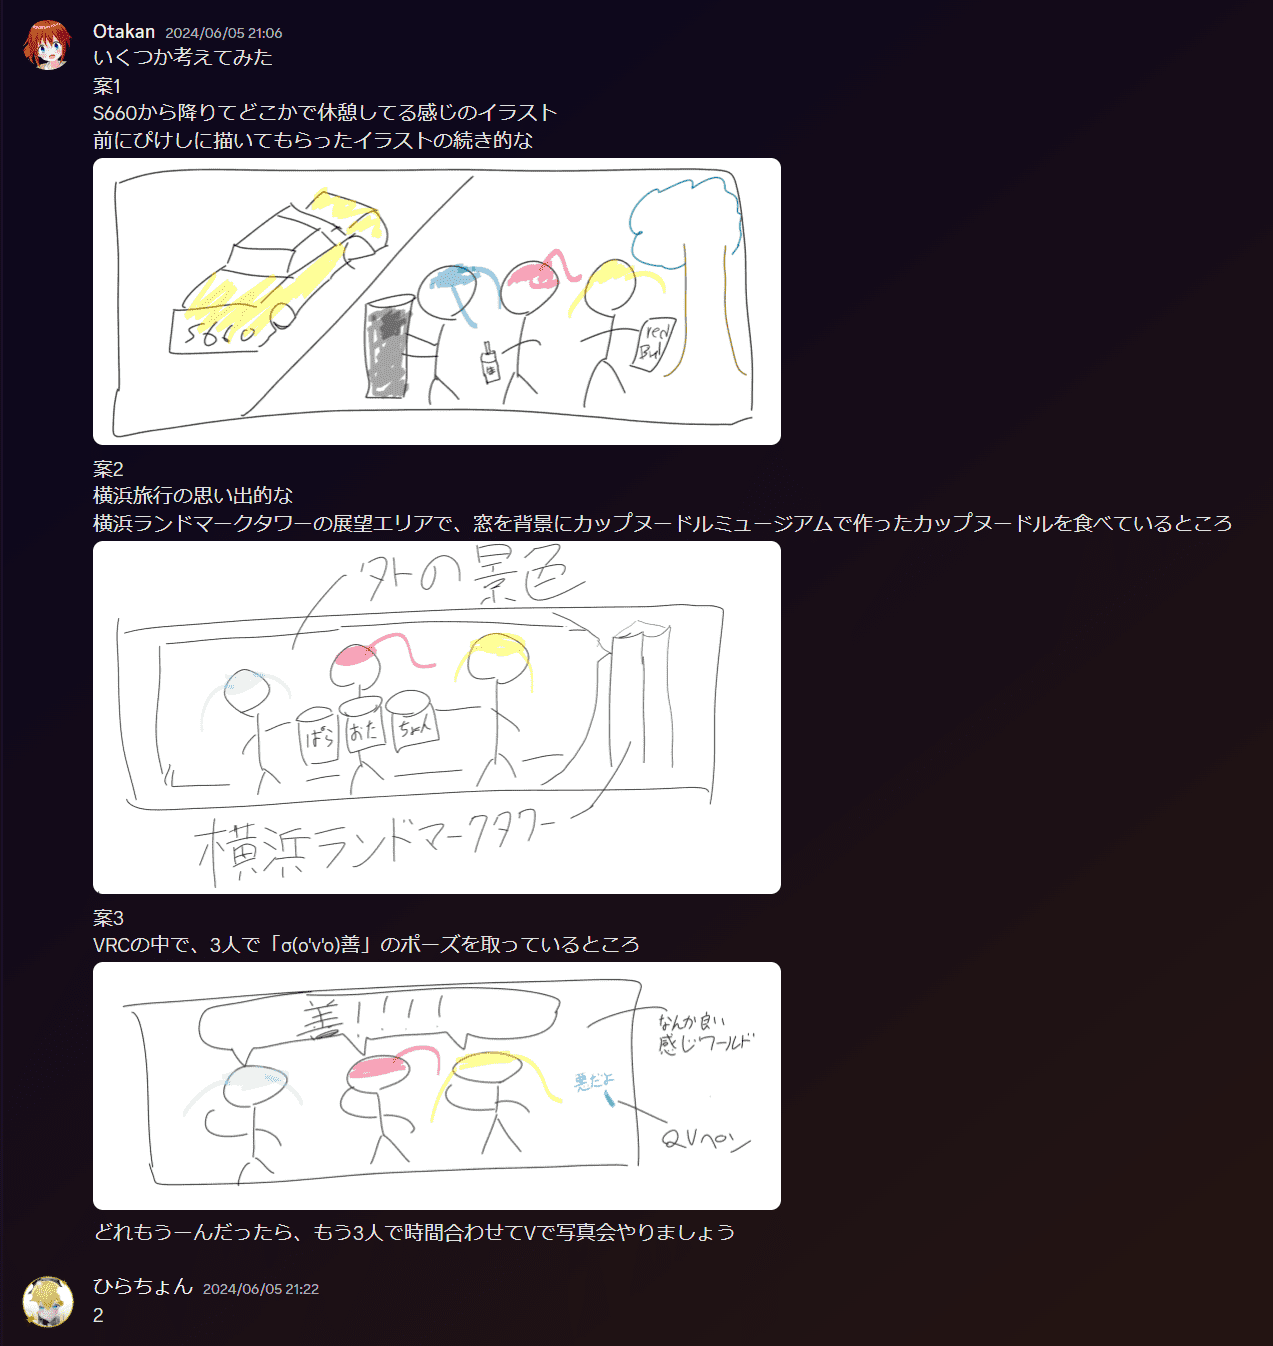 Otakan 2024/06/05 21:06
いくつか考えてみた
案1
S660から降りてどこかで休憩してる感じのイラスト
前にぴけしに描いてもらったイラストの続き的な
S660
red
Bul
案2
横浜旅行の思い出的な
横浜ランドマークタワーの展望エリアで、窓を背景にカップヌードルミュージアムで作ったカップヌードルを食べているところ
外の景色
ぱら
おた
ちょん
横浜ランドマークタワー
案3
VRCの中で、3人で「σ(o'v'o)善」のポーズを取っているところ
善!!!!
なんか良い
感じワールド
悪だよ
QVペン
どれもうーんだったら、もう3人で時間合わせてVで写真会やりましょう
ひらちょん 2024/06/05 21:22
2